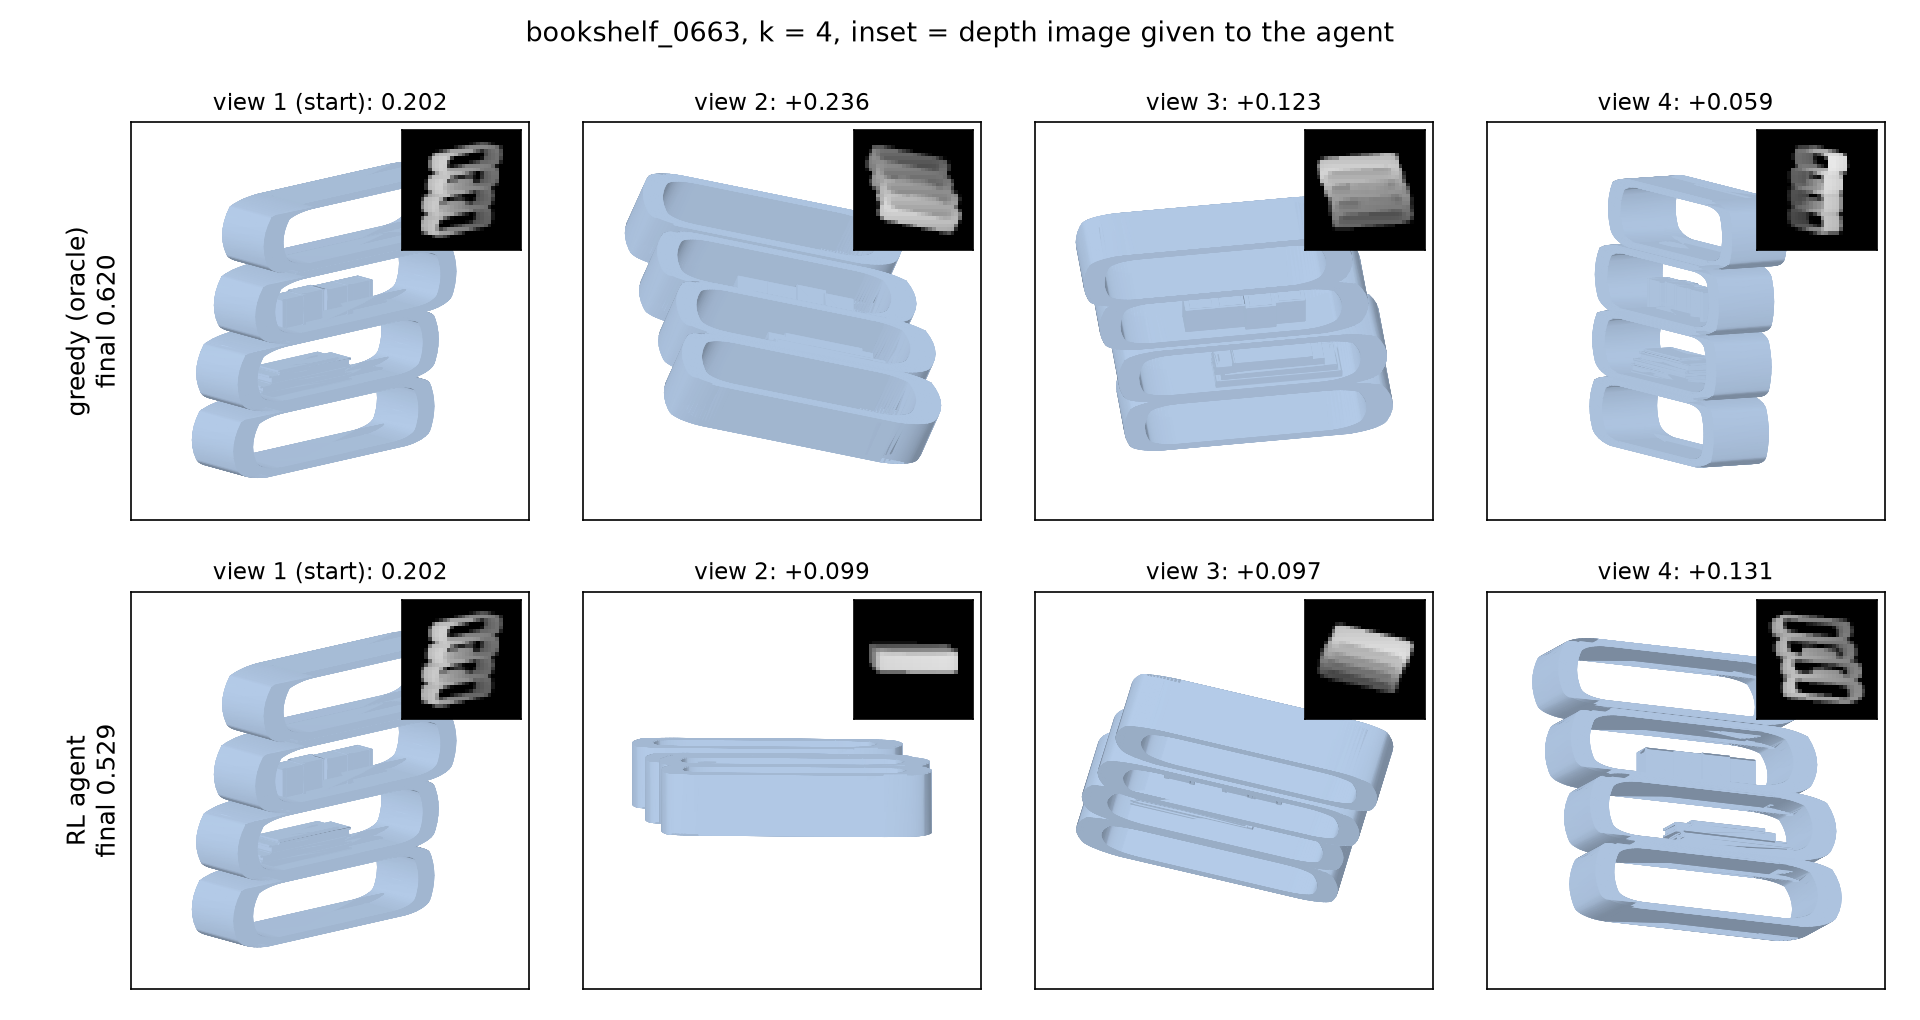 bookshelf_0663, k = 4, inset = depth image given to the agent
view 1 (start): 0.202
view 2: +0.236
view 3: +0.123
view 4: +0.059
greedy (oracle)
final 0.620
view 1 (start): 0.202
view 2: +0.099
view 3: +0.097
view 4: +0.131
RL agent
final 0.529